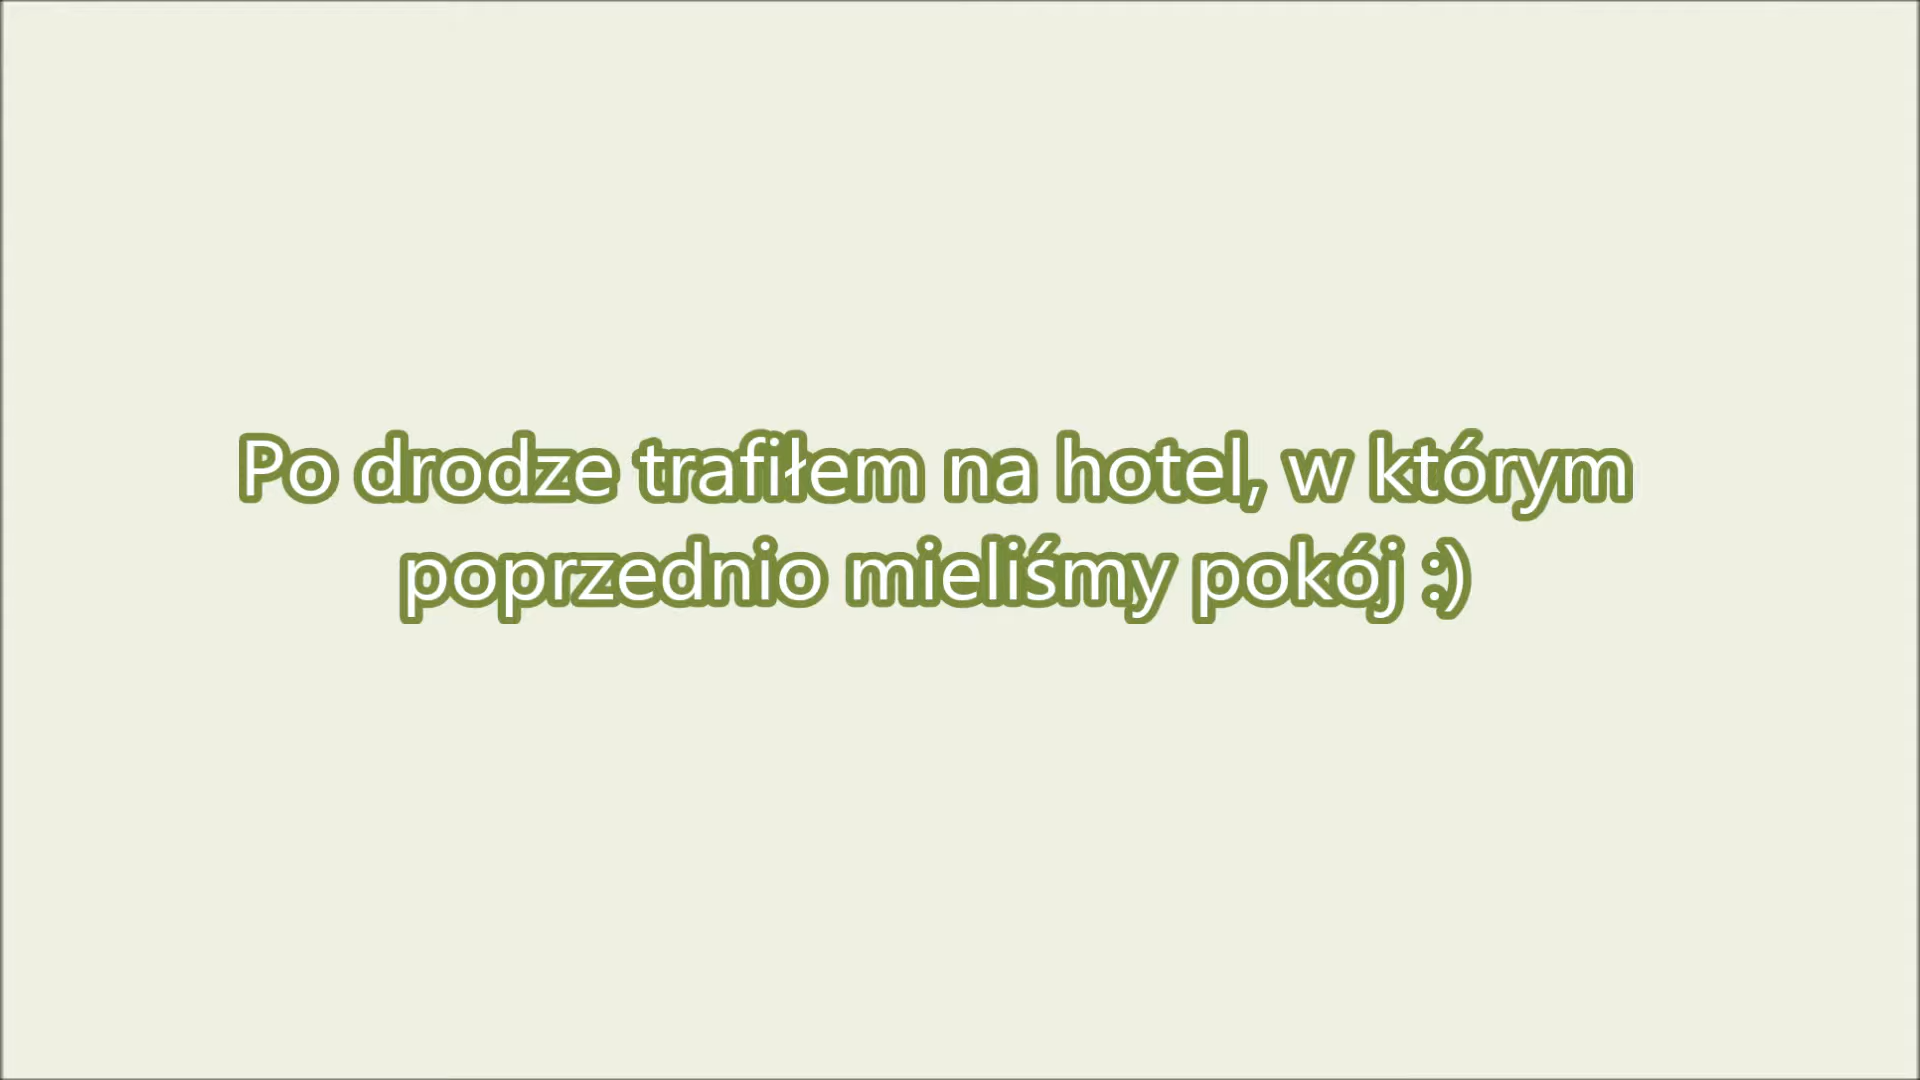 Po drodze trafiłem na hotel, w którym
poprzednio mieliśmy pokój :)